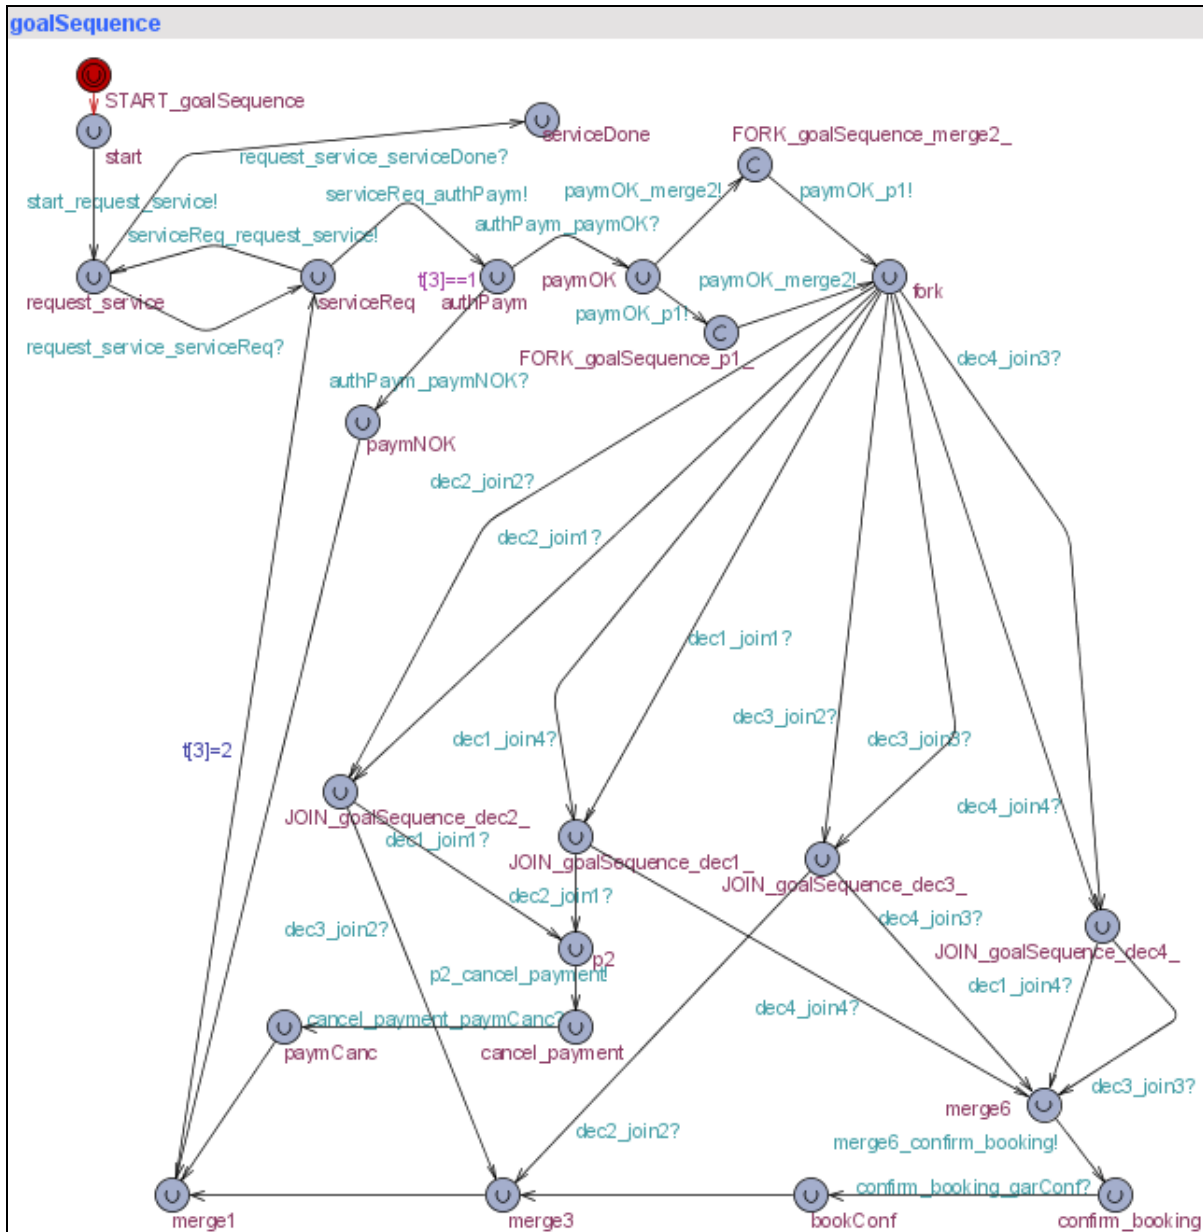 goalSequence
START_goalSequence
start
serviceDone
FORK_goalSequence_merge2_
request_service_serviceDone?
start_request_service!
serviceReq_authPaym!
paymOK_merge2!
paymOK_p1!
serviceReq_request_service!
authPaym_paymOK?
request_service
serviceReq
t[3]==1
authPaym
paymOK
paymOK_merge2!
fork
paymOK_p1!
request_service_serviceReq?
FORK_goalSequence_p1_
dec4_join3?
authPaym_paymNOK?
paymNOK
dec2_join2?
dec2_join1?
dec1_join1?
dec3_join2?
t[3]=2
dec1_join4?
dec3_join3?
dec4_join4?
JOIN_goalSequence_dec2_
dec1_join1?
JOIN_goalSequence_dec1_
JOIN_goalSequence_dec3_
dec2_join1?
dec3_join2?
dec4_join3?
JOIN_goalSequence_dec4_
p2
p2_cancel_payment!
dec1_join4?
cancel_payment_paymCanc?
dec4_join4?
paymCanc
cancel_payment
dec3_join3?
merge6
dec2_join2?
merge6_confirm_booking!
confirm_booking_garConf?
merge1
merge3
bookConf
confirm_booking